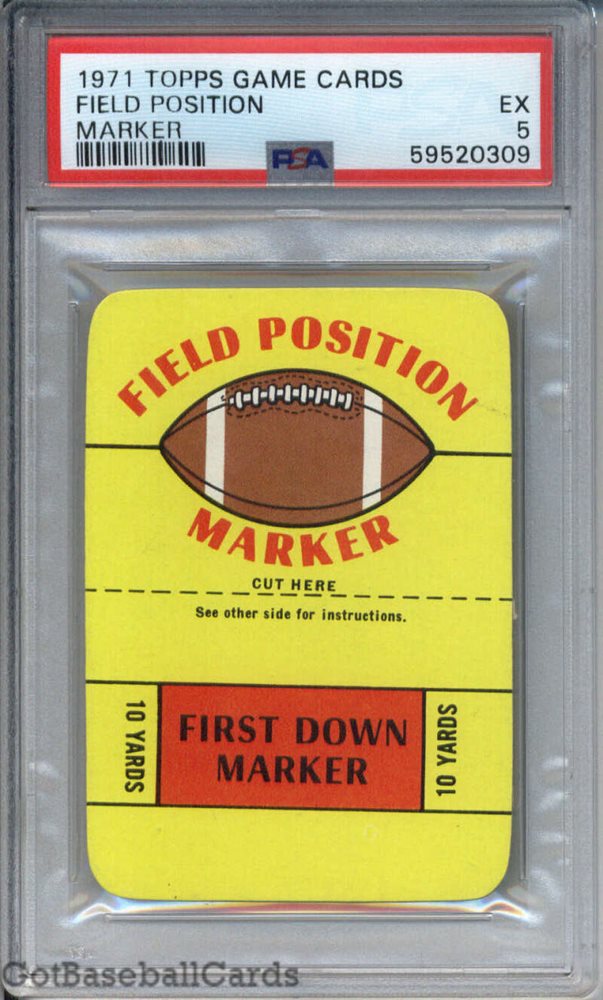 1971 TOPPS GAME CARDS
FIELD POSITION EX
MARKER 5
PSA 59520309
FIELD POSITION
MARKER
CUT HERE
See other side for instructions.
10 YARDS
FIRST DOWN
MARKER
10 YARDS
GotBaseballCards